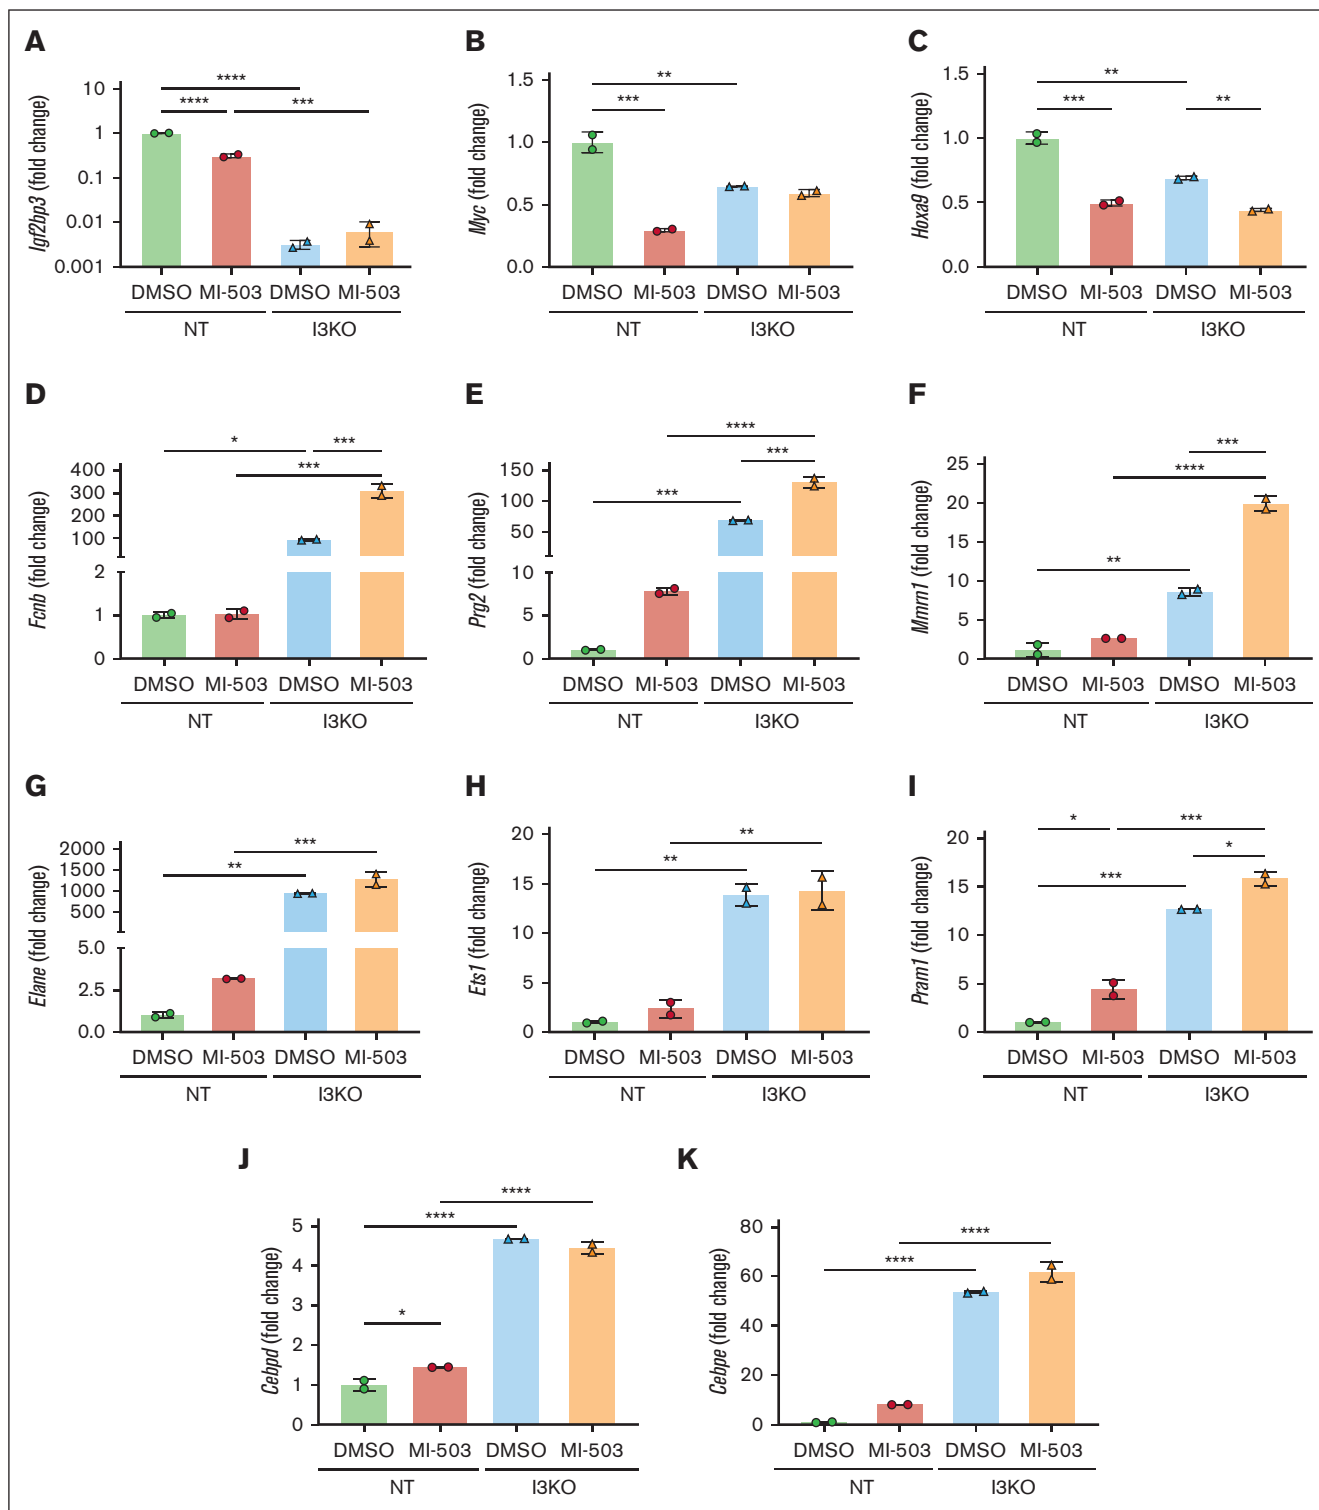 A
Igf2bp3 (fold change)
10
1
0.1
0.01
0.001
****
**** ***
DMSO MI-503 DMSO MI-503
NT I3KO
B
Myc (fold change)
1.5
1.0
0.5
0.0
**
***
DMSO MI-503 DMSO MI-503
NT I3KO
C
Hoxa9 (fold change)
1.5
1.0
0.5
0.0
**
*** **
DMSO MI-503 DMSO MI-503
NT I3KO
D
Fcnb (fold change)
400
300
200
100
2
1
0
* ***
***
DMSO MI-503 DMSO MI-503
NT I3KO
E
Prg2 (fold change)
150
100
50
10
5
0
****
***
***
DMSO MI-503 DMSO MI-503
NT I3KO
F
Mmm1 (fold change)
25
20
15
10
5
0
***
****
**
DMSO MI-503 DMSO MI-503
NT I3KO
G
Elane (fold change)
2000
1500
1000
500
5.0
2.5
0.0
***
**
DMSO MI-503 DMSO MI-503
NT I3KO
H
Ets1 (fold change)
20
15
10
5
0
**
**
DMSO MI-503 DMSO MI-503
NT I3KO
I
Pram1 (fold change)
20
15
10
5
0
* ***
*
***
DMSO MI-503 DMSO MI-503
NT I3KO
J
Cebpd (fold change)
5
4
3
2
1
0
****
****
*
DMSO MI-503 DMSO MI-503
NT I3KO
K
Cebpe (fold change)
80
60
40
20
0
****
****
DMSO MI-503 DMSO MI-503
NT I3KO